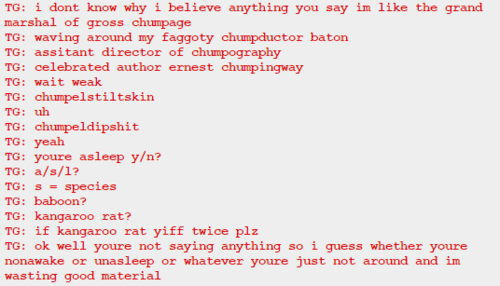 TG: i dont know why i believe anything you say im like the grand
marshal of gross chumpage
TG: waving around my faggoty chumpductor baton
TG: assitant director of chumpography
TG: celebrated author ernest chumpingway
TG: wait weak
TG: chumpelstiltskin
TG: uh
TG: chumpeldipshit
TG: yeah
TG: youre asleep y/n?
TG: a/s/l?
TG: s = species
TG: baboon?
TG: kangaroo rat?
TG: if kangaroo rat yiff twice plz
TG: ok well youre not saying anything so i guess whether youre
nonawake or unasleep or whatever youre just not around and im
wasting good material